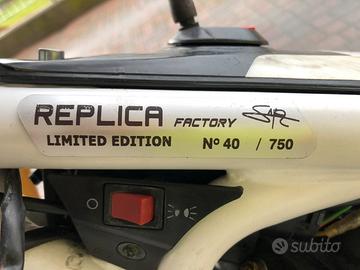 REPLICA FACTORY
LIMITED EDITION Nº 40 / 750
subito